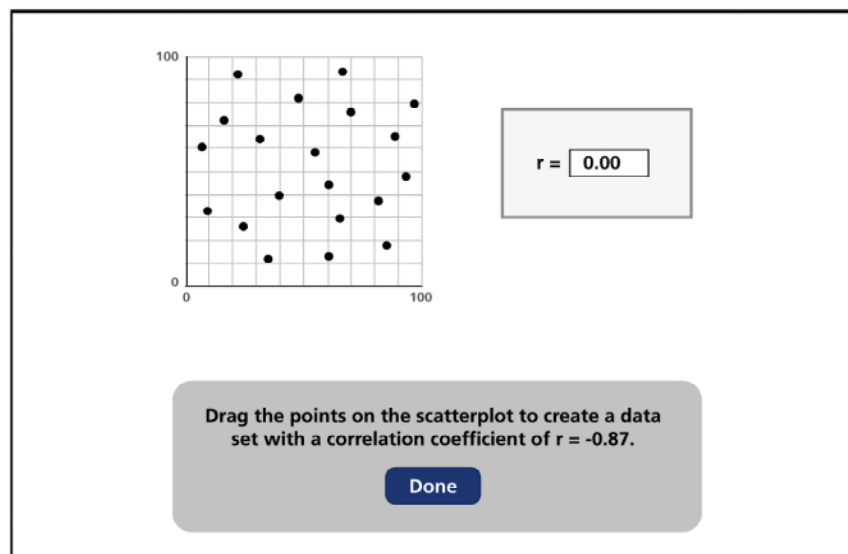 100
0
0
100
r = 0.00
Drag the points on the scatterplot to create a data
set with a correlation coefficient of r = -0.87.
Done